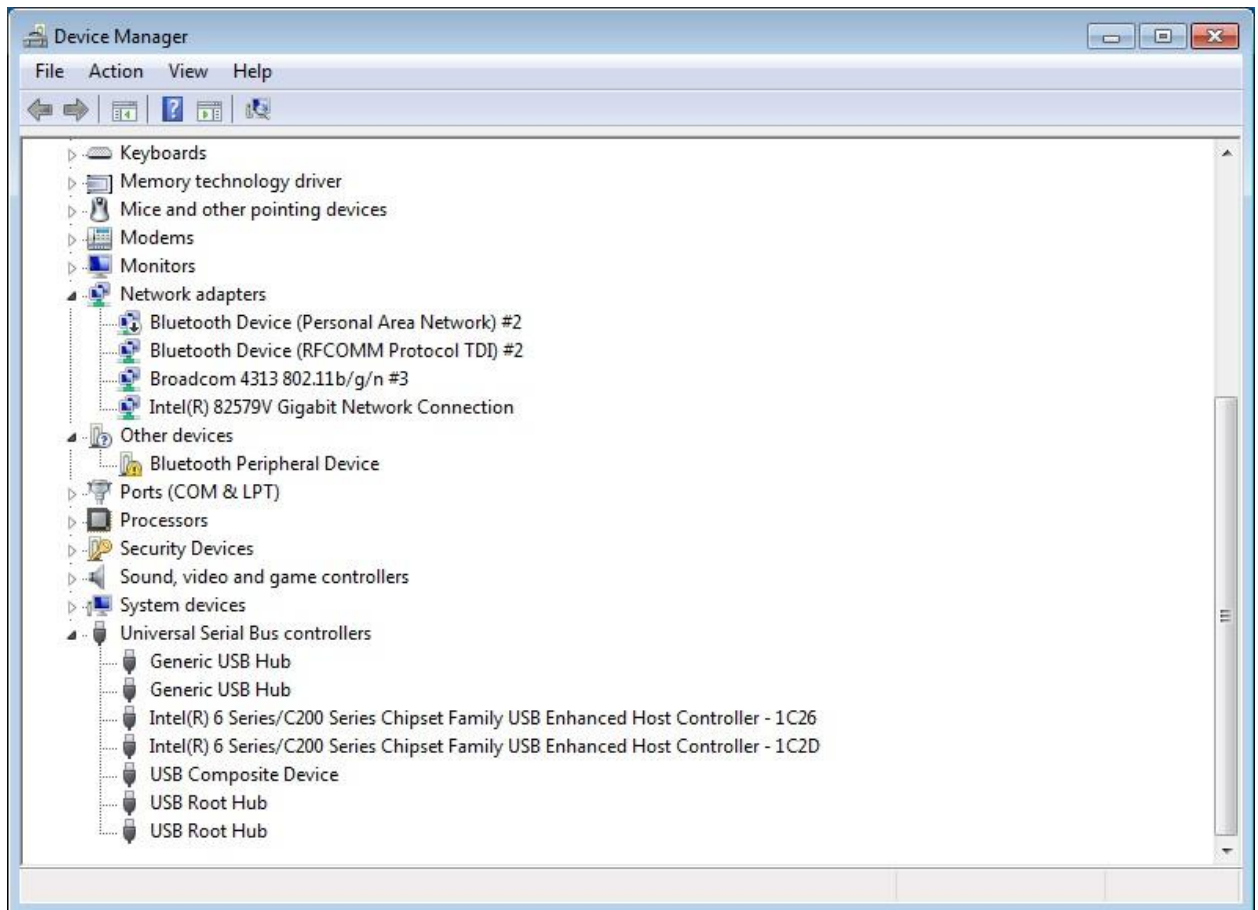 Device Manager
File Action View Help
Keyboards
Memory technology driver
Mice and other pointing devices
Modems
Monitors
Network adapters
Bluetooth Device (Personal Area Network) #2
Bluetooth Device (RFCOMM Protocol TDI) #2
Broadcom 4313 802.11b/g/n #3
Intel(R) 82579V Gigabit Network Connection
Other devices
Bluetooth Peripheral Device
Ports (COM & LPT)
Processors
Security Devices
Sound, video and game controllers
System devices
Universal Serial Bus controllers
Generic USB Hub
Generic USB Hub
Intel(R) 6 Series/C200 Series Chipset Family USB Enhanced Host Controller - 1C26
Intel(R) 6 Series/C200 Series Chipset Family USB Enhanced Host Controller - 1C2D
USB Composite Device
USB Root Hub
USB Root Hub